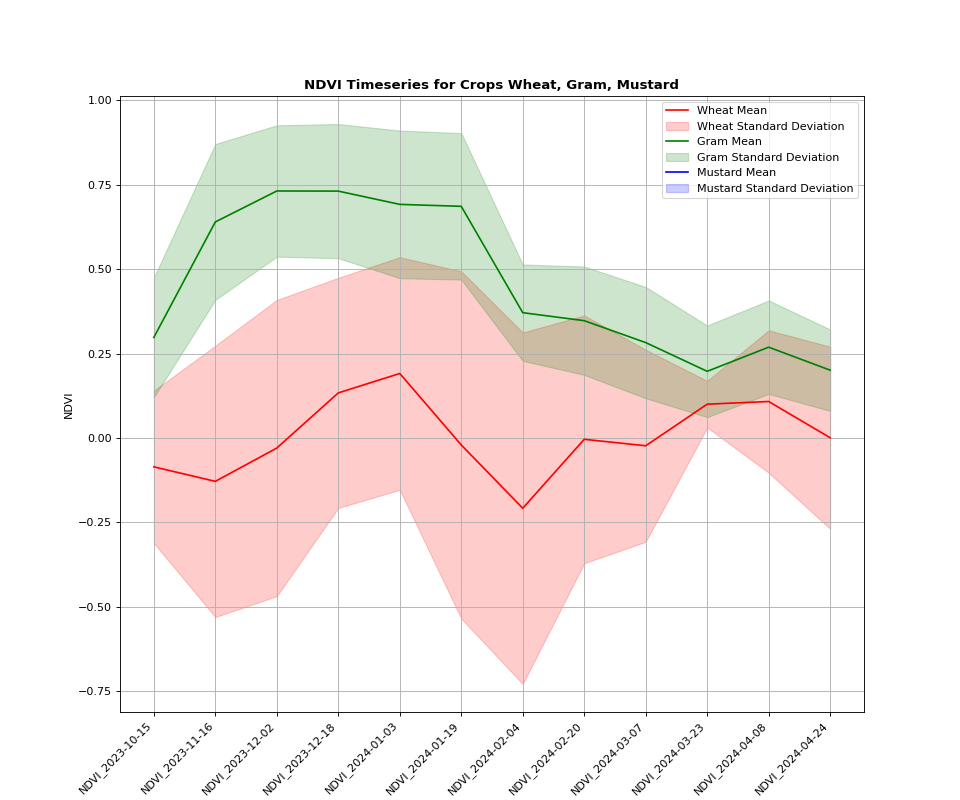 NDVI Timeseries for Crops Wheat, Gram, Mustard
Wheat Mean
Wheat Standard Deviation
Gram Mean
Gram Standard Deviation
Mustard Mean
Mustard Standard Deviation
1.00
0.75
0.50
0.25
0.00
−0.25
−0.50
−0.75
NDVI
NDVI_2023-10-15
NDVI_2023-11-16
NDVI_2023-12-02
NDVI_2023-12-18
NDVI_2024-01-03
NDVI_2024-01-19
NDVI_2024-02-04
NDVI_2024-02-20
NDVI_2024-03-07
NDVI_2024-03-23
NDVI_2024-04-08
NDVI_2024-04-24